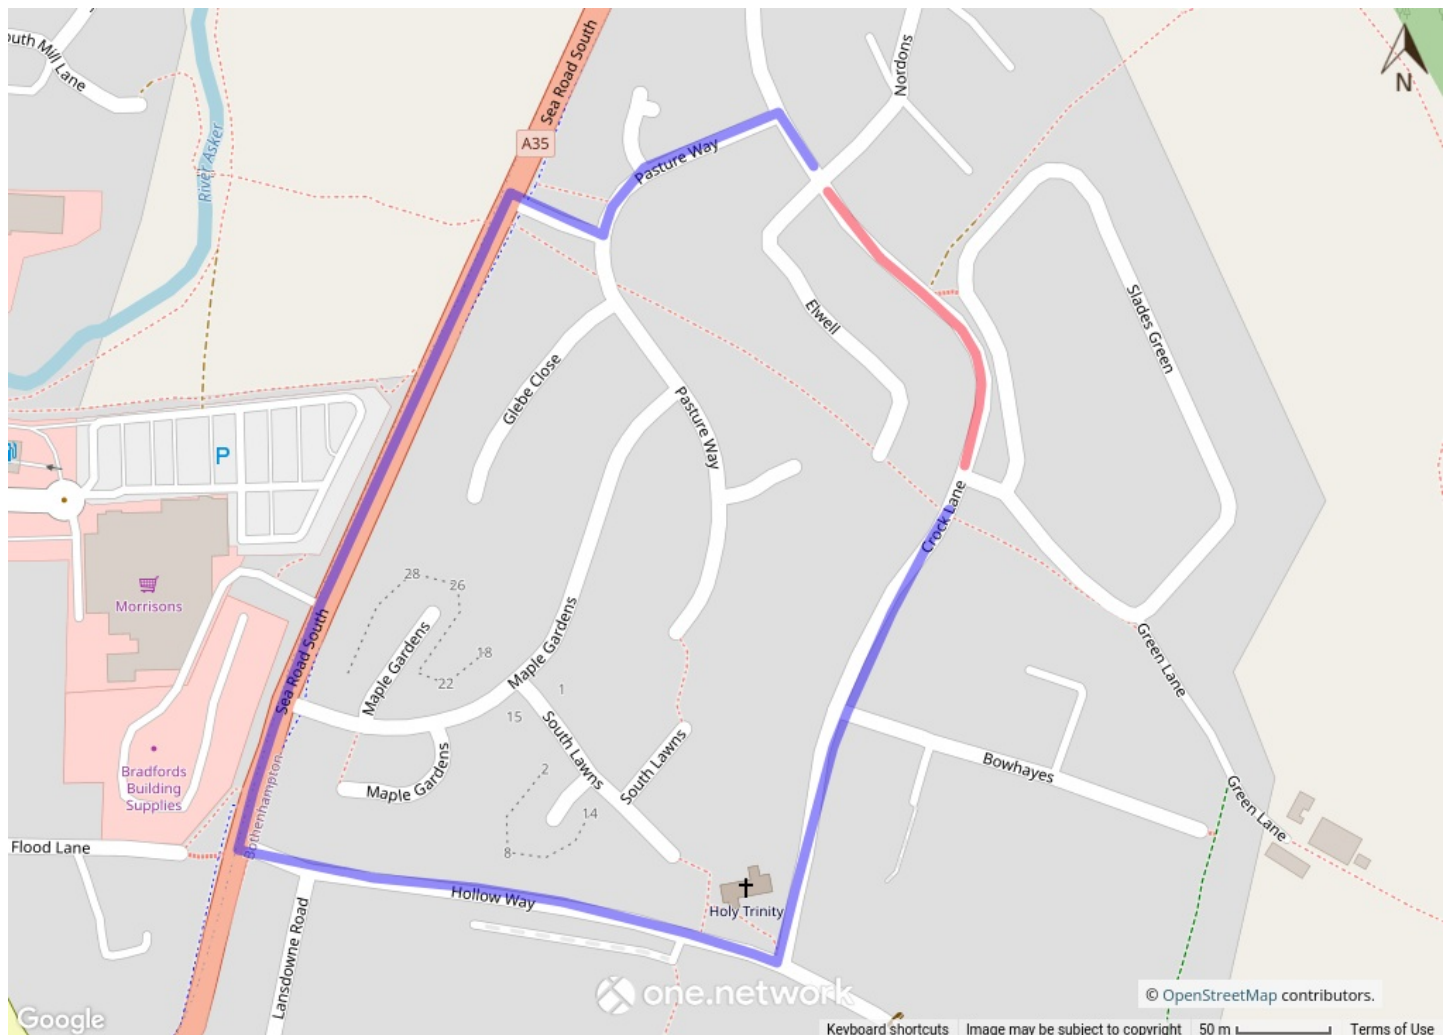 outh Mill Lane
River Asker
Sea Road South
A35
Nordons
N
Pasture Way
Elwell
Slades Green
Glebe Close
Pasture Way
P
Crock Lane
Morrisons
28
26
18
22
Maple Gardens
Maple Gardens
1
15
Sea Road South
South Lawns
South Lawns
2
14
8
Maple Gardens
Green Lane
Green Lane
Bowhayes
Bradfords
Building
Supplies
Bothenhampton
Flood Lane
Hollow Way
Holy Trinity
Lansdowne Road
one.network
© OpenStreetMap contributors.
Google
Keyboard shortcuts
Image may be subject to copyright
50 m
Terms of Use